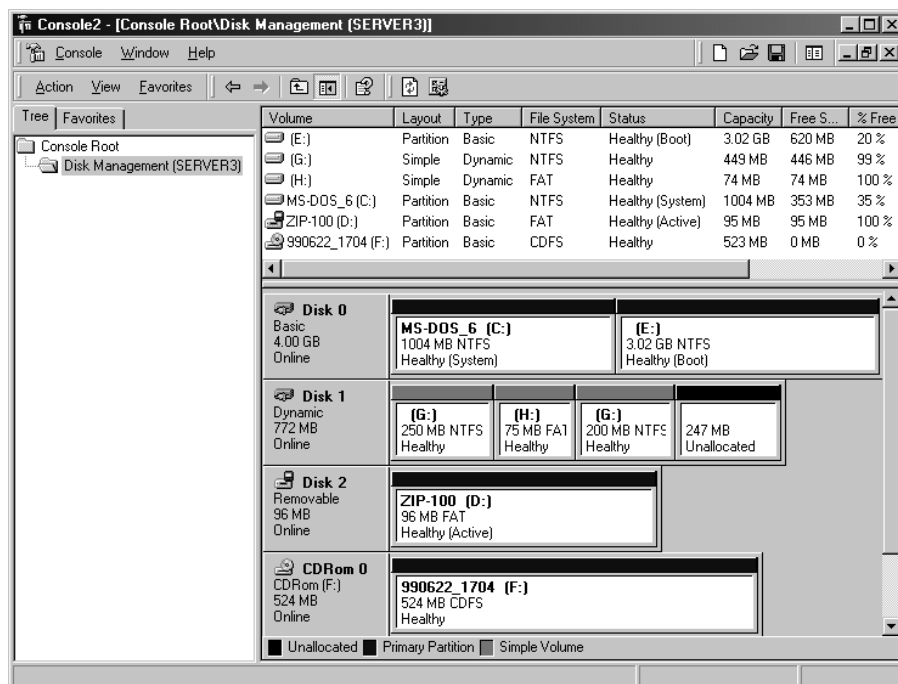 Console2 - [Console Root\Disk Management (SERVER3)]
Console Window Help
Action View Favorites
Tree Favorites
Console Root
Disk Management (SERVER3)
Volume Layout Type File System Status Capacity Free S... % Free
(E:) Partition Basic NTFS Healthy (Boot) 3.02 GB 620 MB 20 %
(G:) Simple Dynamic NTFS Healthy 449 MB 446 MB 99 %
(H:) Simple Dynamic FAT Healthy 74 MB 74 MB 100 %
MS-DOS_6 (C:) Partition Basic NTFS Healthy (System) 1004 MB 353 MB 35 %
ZIP-100 (D:) Partition Basic FAT Healthy (Active) 95 MB 95 MB 100 %
990622_1704 (F:) Partition Basic CDFS Healthy 523 MB 0 MB 0 %
Disk 0
Basic
4.00 GB
Online
MS-DOS_6 (C:)
1004 MB NTFS
Healthy (System)
(E:)
3.02 GB NTFS
Healthy (Boot)
Disk 1
Dynamic
772 MB
Online
(G:)
250 MB NTFS
Healthy
(H:)
75 MB FAT
Healthy
(G:)
200 MB NTFS
Healthy
247 MB
Unallocated
Disk 2
Removable
96 MB
Online
ZIP-100 (D:)
96 MB FAT
Healthy (Active)
CDRom 0
CDRom (F:)
524 MB
Online
990622_1704 (F:)
524 MB CDFS
Healthy
Unallocated Primary Partition Simple Volume